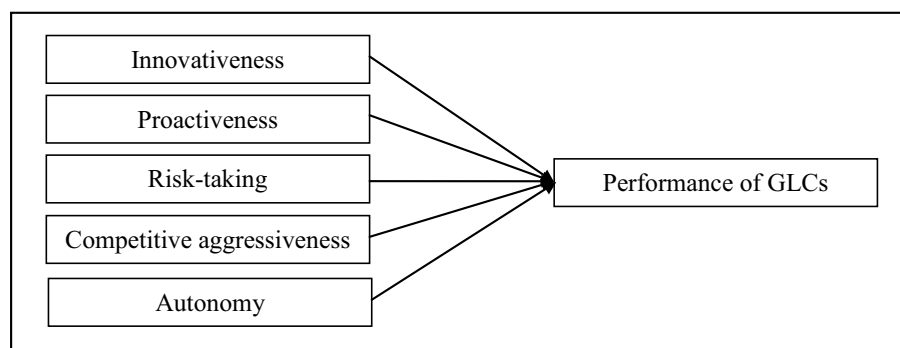 Innovativeness
Proactiveness
Risk-taking
Performance of GLCs
Competitive aggressiveness
Autonomy